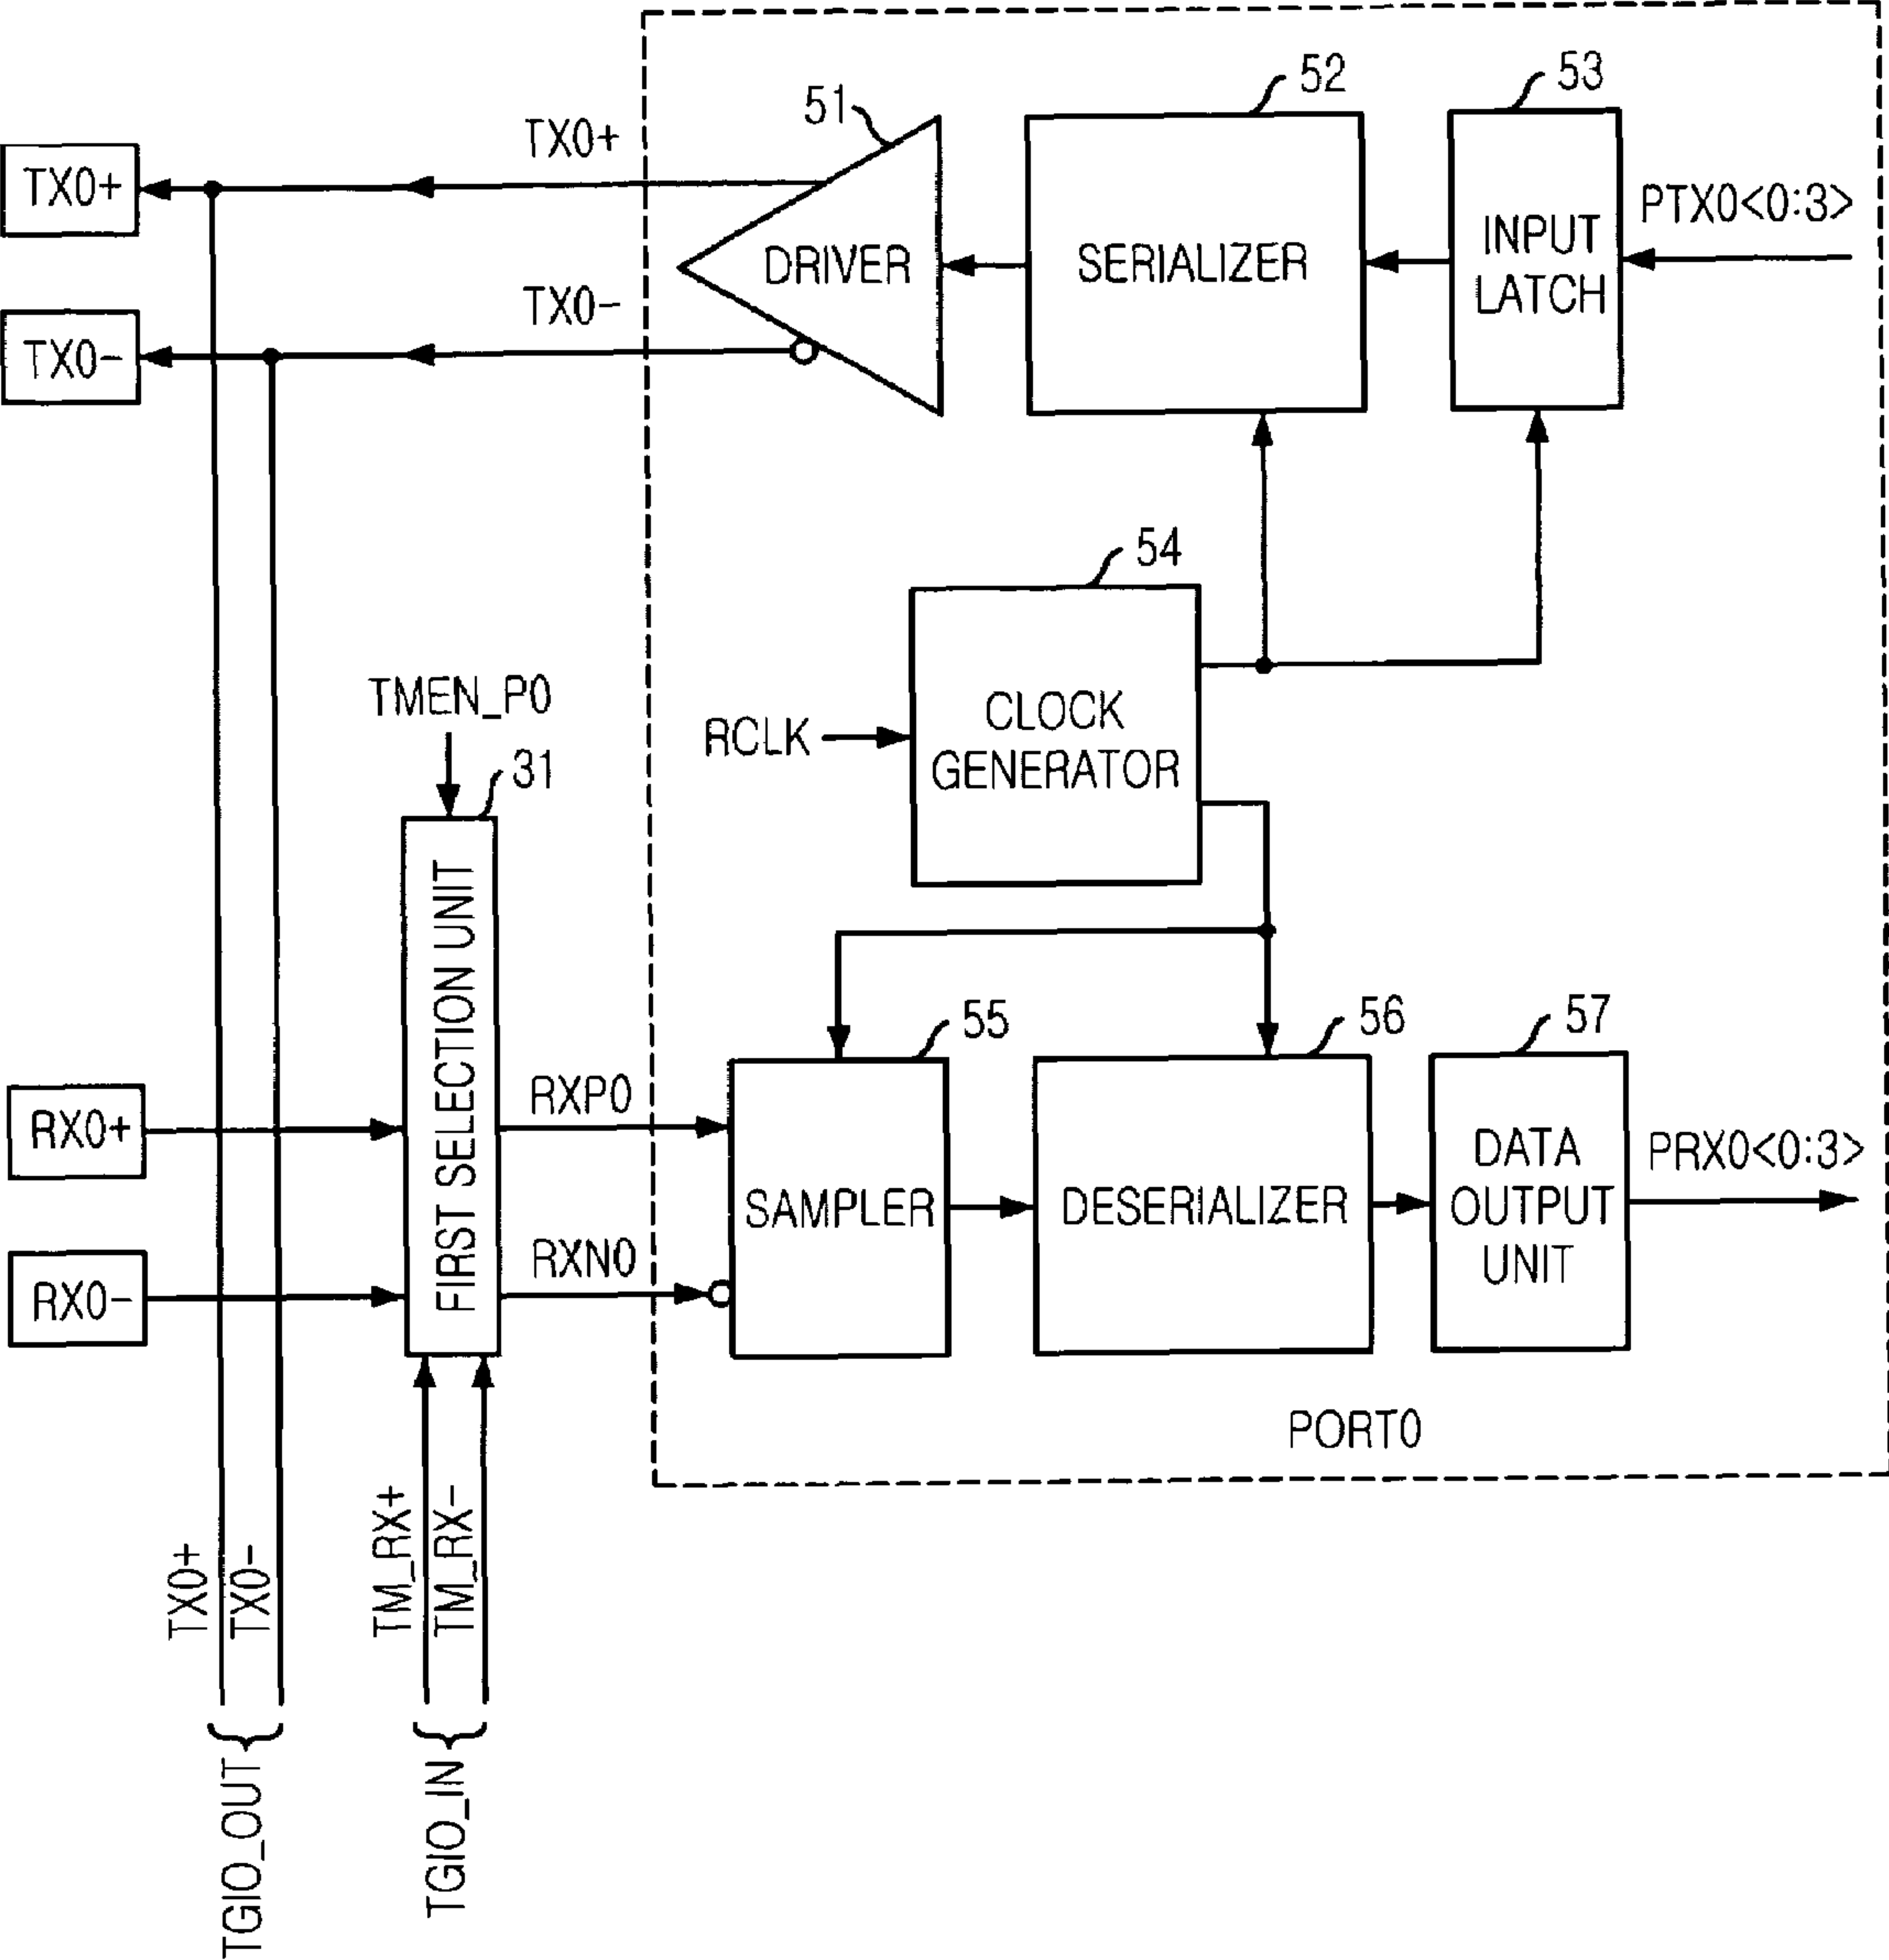 52
53
51
TX0+
TX0+
PTX0<0:3>
INPUT
LATCH
DRIVER
SERIALIZER
TX0-
TX0-
54
TMEN_P0
31
RCLK
CLOCK
GENERATOR
FIRST SELECTION UNIT
55
56
57
RX0+
RXP0
DATA
OUTPUT
UNIT
PRX0<0:3>
SAMPLER
DESERIALIZER
RX0-
RXN0
PORT0
TX0+
TX0-
TM_RX+
TM_RX-
TGIO_OUT
TGIO_IN